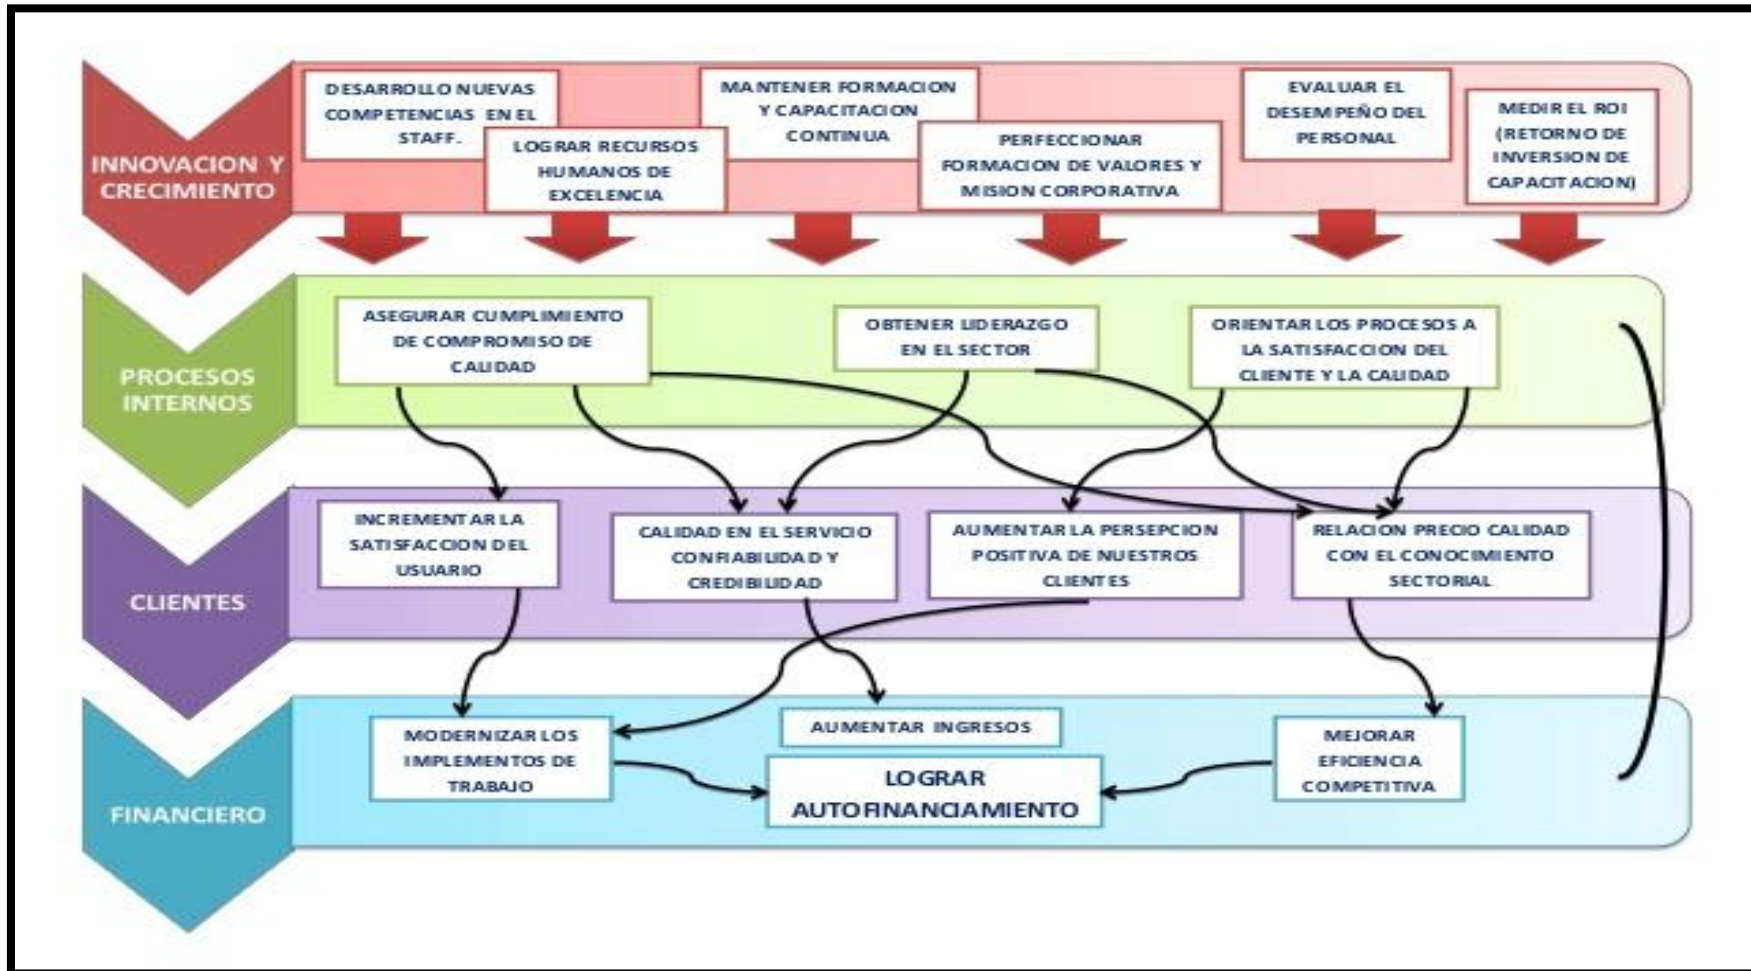 INNOVACION Y
CRECIMIENTO
DESARROLLO NUEVAS
COMPETENCIAS EN EL
STAFF.
LOGRAR RECURSOS
HUMANOS DE
EXCELENCIA
MANTENER FORMACION
Y CAPACITACION
CONTINUA
PERFECCIONAR
FORMACION DE VALORES Y
MISION CORPORATIVA
EVALUAR EL
DESEMPEÑO DEL
PERSONAL
MEDIR EL ROI
(RETORNO DE
INVERSION DE
CAPACITACION)
PROCESOS
INTERNOS
ASEGURAR CUMPLIMIENTO
DE COMPROMISO DE
CALIDAD
OBTENER LIDERAZGO
EN EL SECTOR
ORIENTAR LOS PROCESOS A
LA SATISFACCION DEL
CLIENTE Y LA CALIDAD
CLIENTES
INCREMENTAR LA
SATISFACCION DEL
USUARIO
CALIDAD EN EL SERVICIO
CONFIABILIDAD Y
CREDIBILIDAD
AUMENTAR LA PERSEPCION
POSITIVA DE NUESTROS
CLIENTES
RELACION PRECIO CALIDAD
CON EL CONOCIMIENTO
SECTORIAL
FINANCIERO
MODERNIZAR LOS
IMPLEMENTOS DE
TRABAJO
AUMENTAR INGRESOS
LOGRAR
AUTOFINANCIAMIENTO
MEJORAR
EFICIENCIA
COMPETITIVA